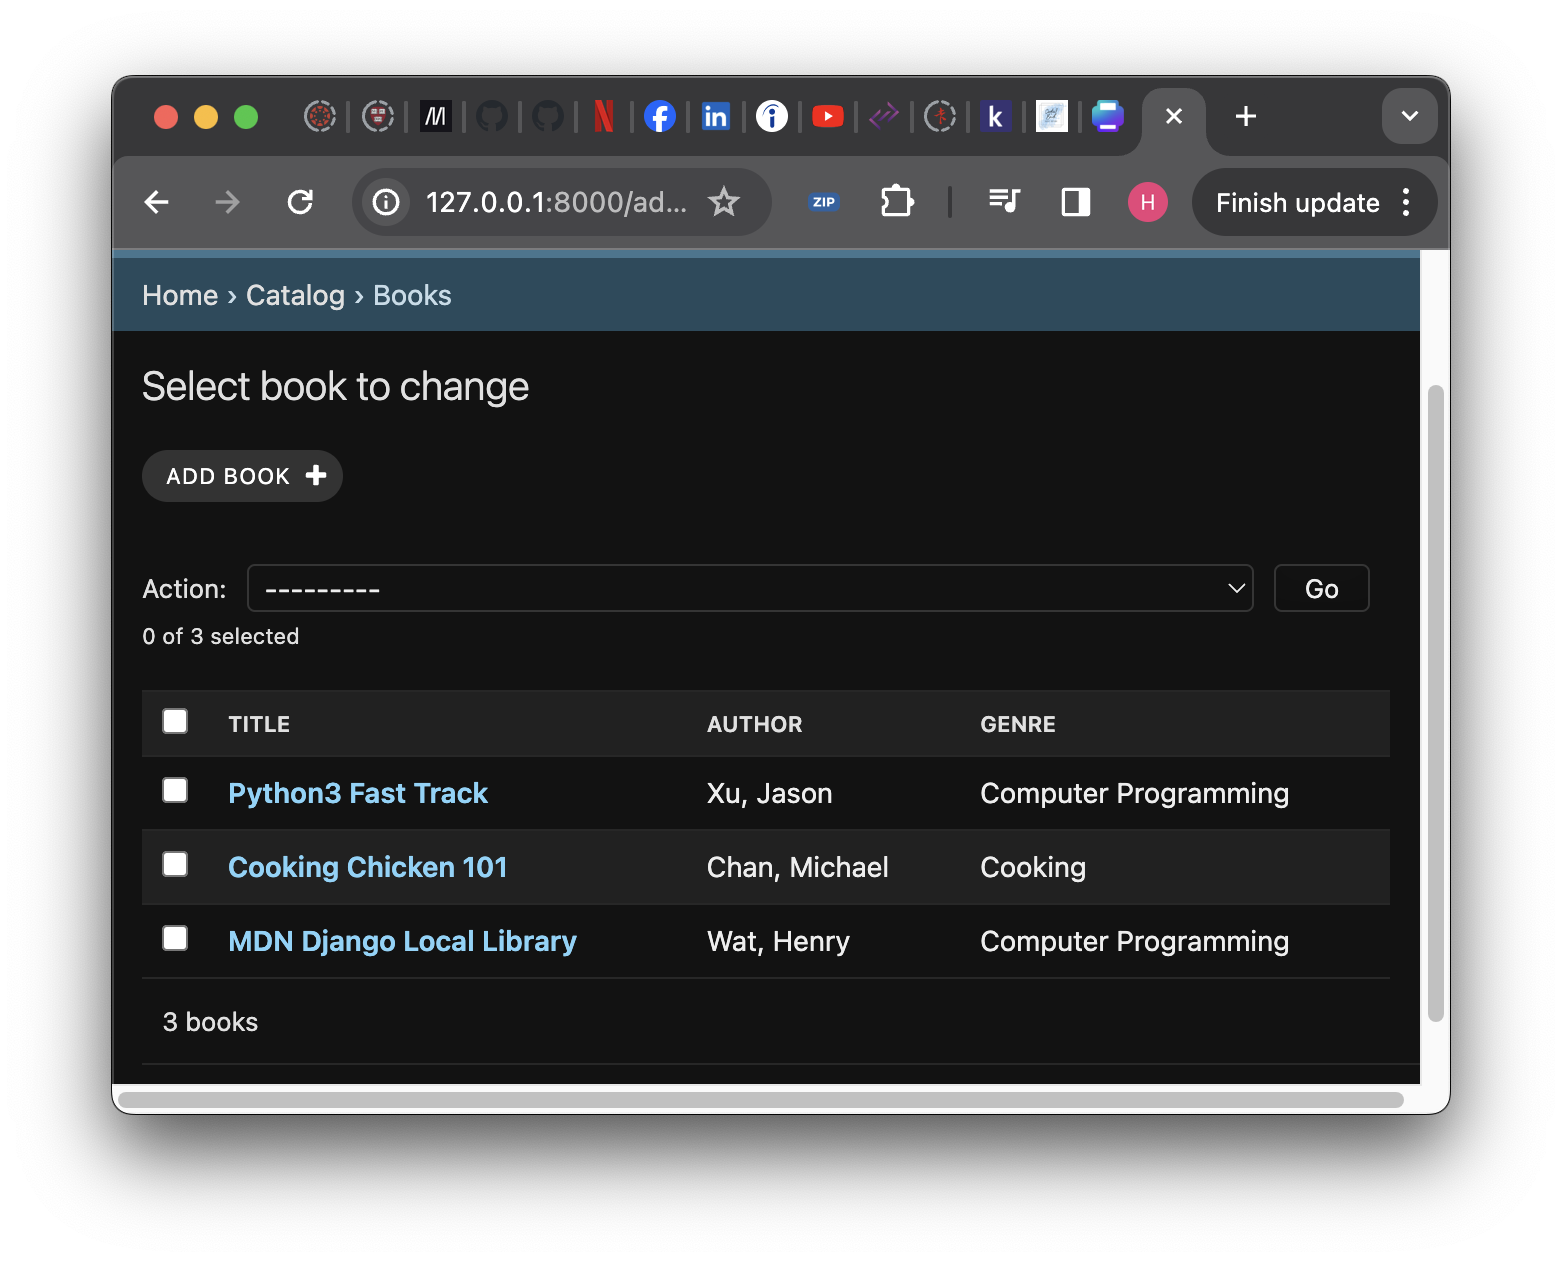 127.0.0.1:8000/ad...
ZIP
H
Finish update
Home › Catalog › Books
Select book to change
ADD BOOK +
Action: --------- Go
0 of 3 selected
TITLE AUTHOR GENRE
Python3 Fast Track Xu, Jason Computer Programming
Cooking Chicken 101 Chan, Michael Cooking
MDN Django Local Library Wat, Henry Computer Programming
3 books